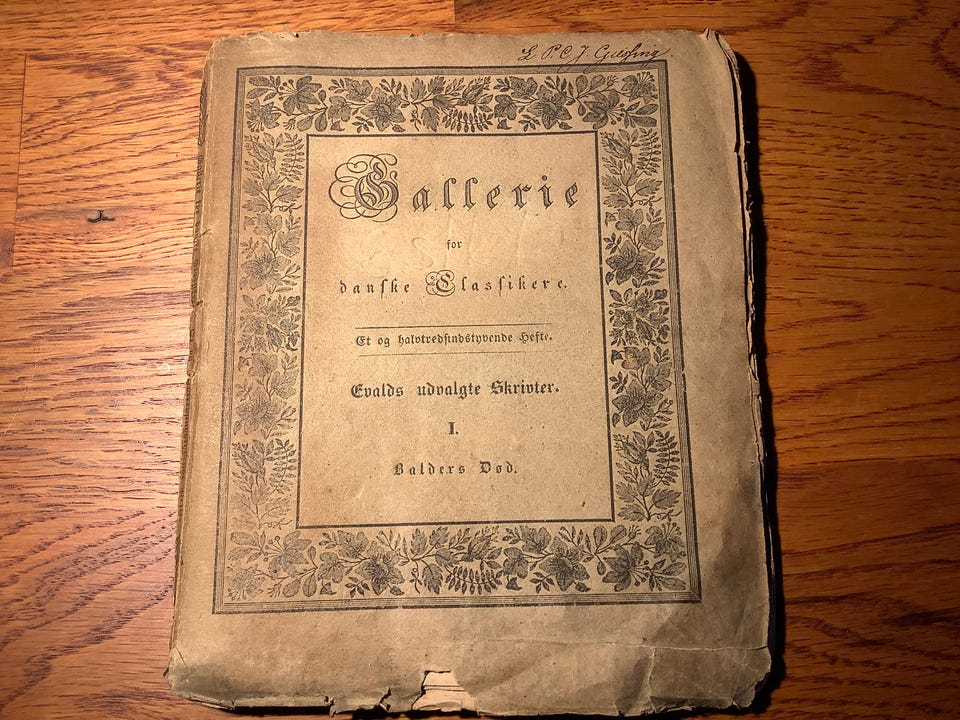 L. P. C. J.
Gallerie
for
danske Classikere.
Et og halvtredsindstyvende Hefte.
Evalds udvalgte Skrivter.
I.
Balders Død.